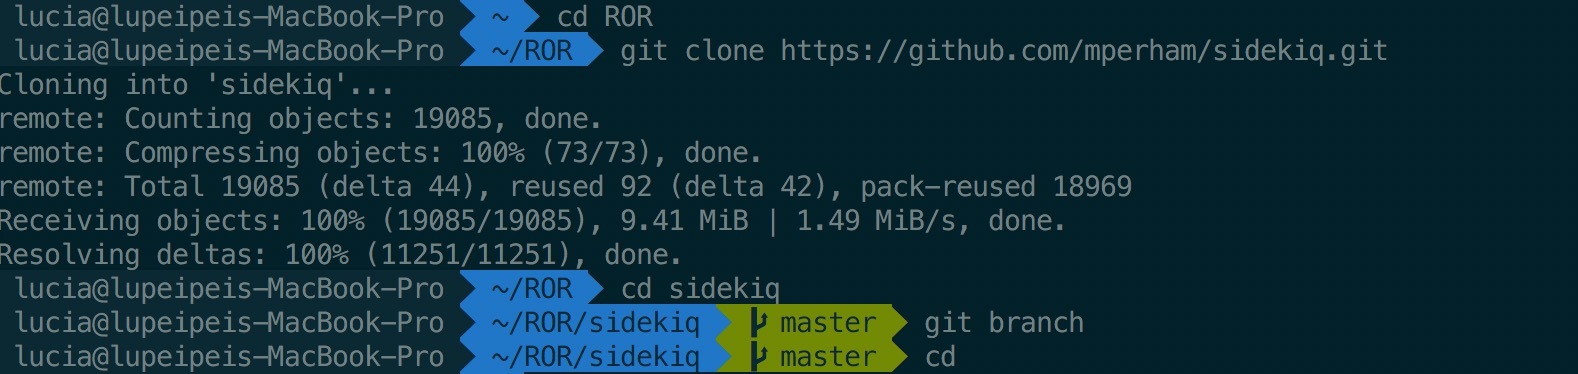 lucia@lupeipeis-MacBook-Pro ~ cd ROR
lucia@lupeipeis-MacBook-Pro ~/ROR git clone https://github.com/mperham/sidekiq.git
Cloning into 'sidekiq'...
remote: Counting objects: 19085, done.
remote: Compressing objects: 100% (73/73), done.
remote: Total 19085 (delta 44), reused 92 (delta 42), pack-reused 18969
Receiving objects: 100% (19085/19085), 9.41 MiB | 1.49 MiB/s, done.
Resolving deltas: 100% (11251/11251), done.
lucia@lupeipeis-MacBook-Pro ~/ROR cd sidekiq
lucia@lupeipeis-MacBook-Pro ~/ROR/sidekiq master git branch
lucia@lupeipeis-MacBook-Pro ~/ROR/sidekiq master cd